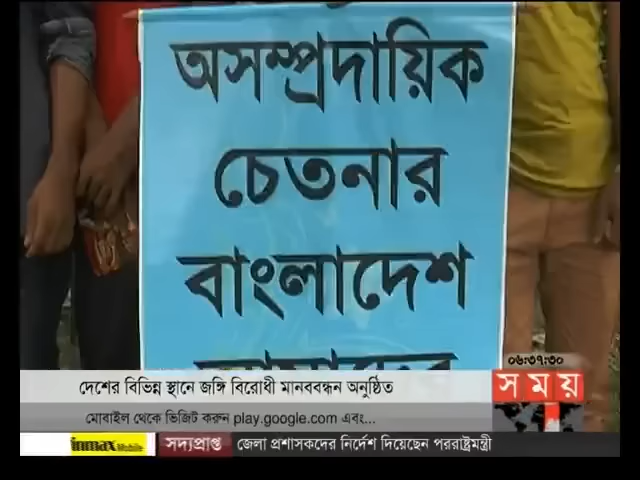 অসম্প্রদায়িক
চেতনার
বাংলাদেশ
০৬:৩৭:৩০
দেশের বিভিন্ন স্থানে জঙ্গি বিরোধী মানববন্ধন অনুষ্ঠিত
সময়
মোবাইল থেকে ভিজিট করুন play.google.com এবং...
inmax Mobile
সদ্যপ্রাপ্ত
জেলা প্রশাসকদের নির্দেশ দিয়েছেন পররাষ্ট্রমন্ত্রী